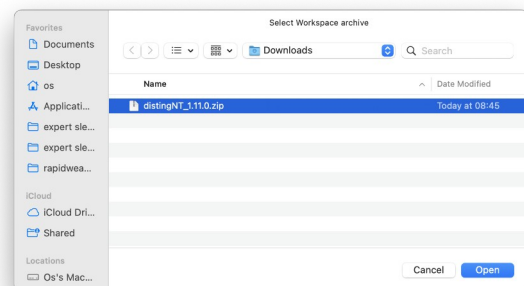 Select Workspace archive
Favorites
Documents
Desktop
os
Applicati...
expert sle...
expert sle...
rapidwea...
iCloud
iCloud Dri...
Shared
Locations
Os's Mac...
Downloads
Search
Name
Date Modified
distingNT_1.11.0.zip
Today at 08:45
Cancel
Open